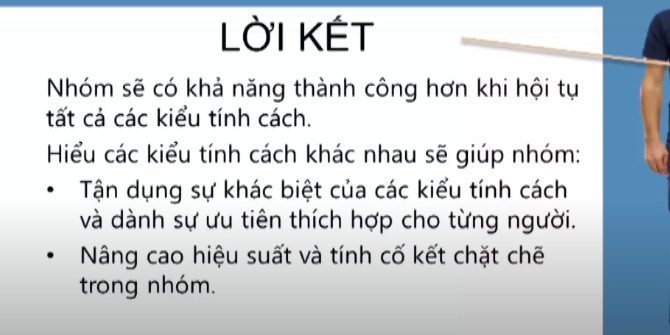 LỜI KẾT
Nhóm sẽ có khả năng thành công hơn khi hội tụ
tất cả các kiểu tính cách.
Hiểu các kiểu tính cách khác nhau sẽ giúp nhóm:
• Tận dụng sự khác biệt của các kiểu tính cách
và dành sự ưu tiên thích hợp cho từng người.
• Nâng cao hiệu suất và tính cố kết chặt chẽ
trong nhóm.